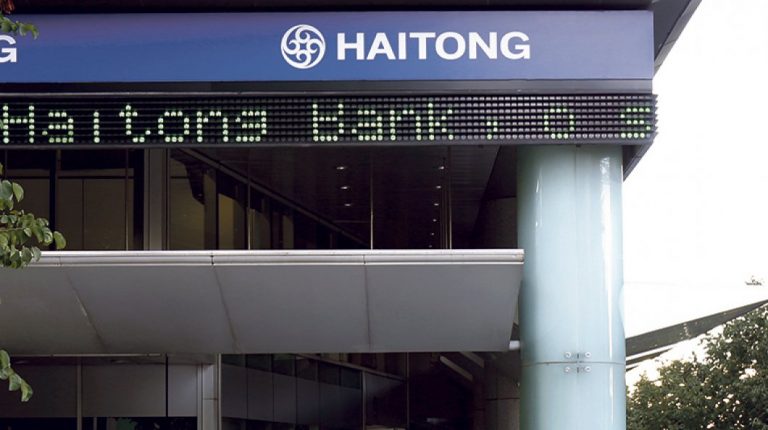 G HAITONG
Haitong Bank, o s